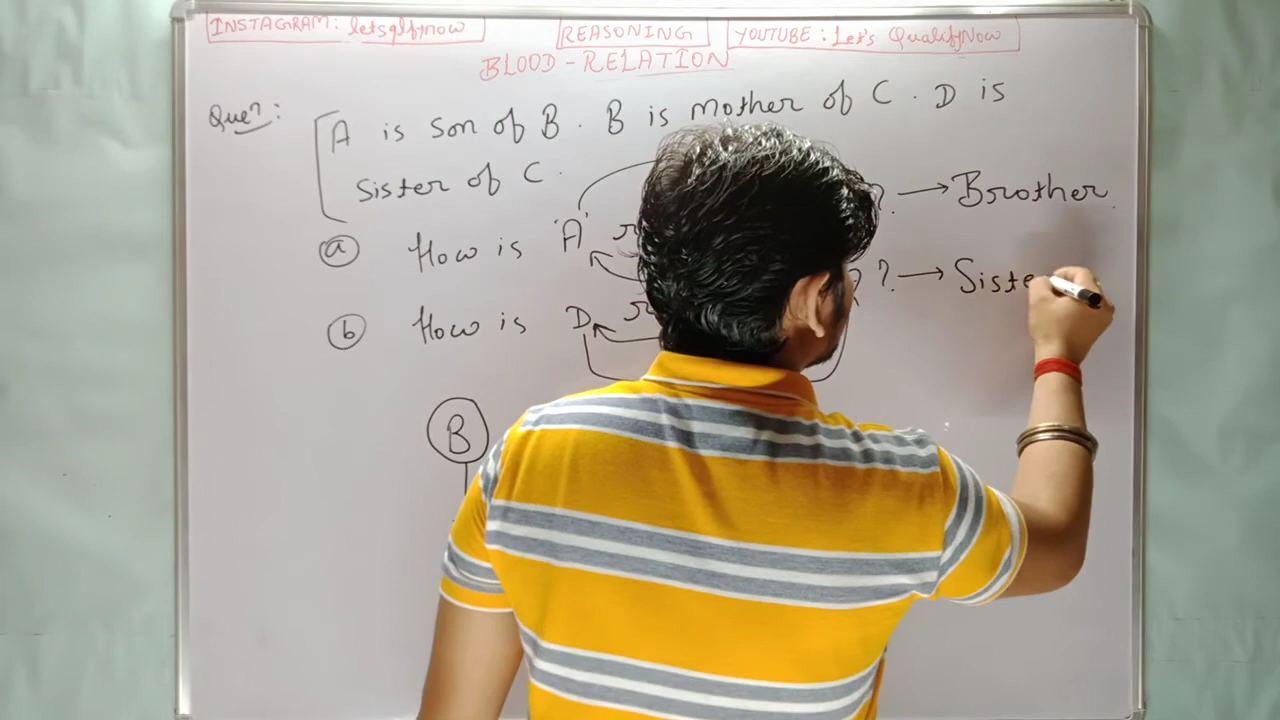 INSTAGRAM: letsqlfynow
REASONING
YOUTUBE: Let's QualifyNow
BLOOD-RELATION
Queⁿ:
A is son of B. B is mother of C. D is
Sister of C.
(a) How is 'A' ?. → Brother.
(b) How is D ?. → Siste
B